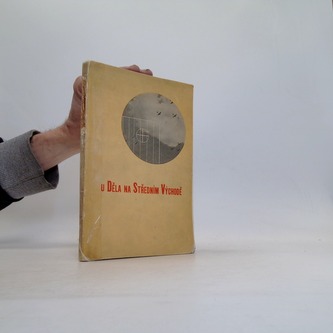 U DĚLA NA STŘEDNÍM VÝCHODĚ